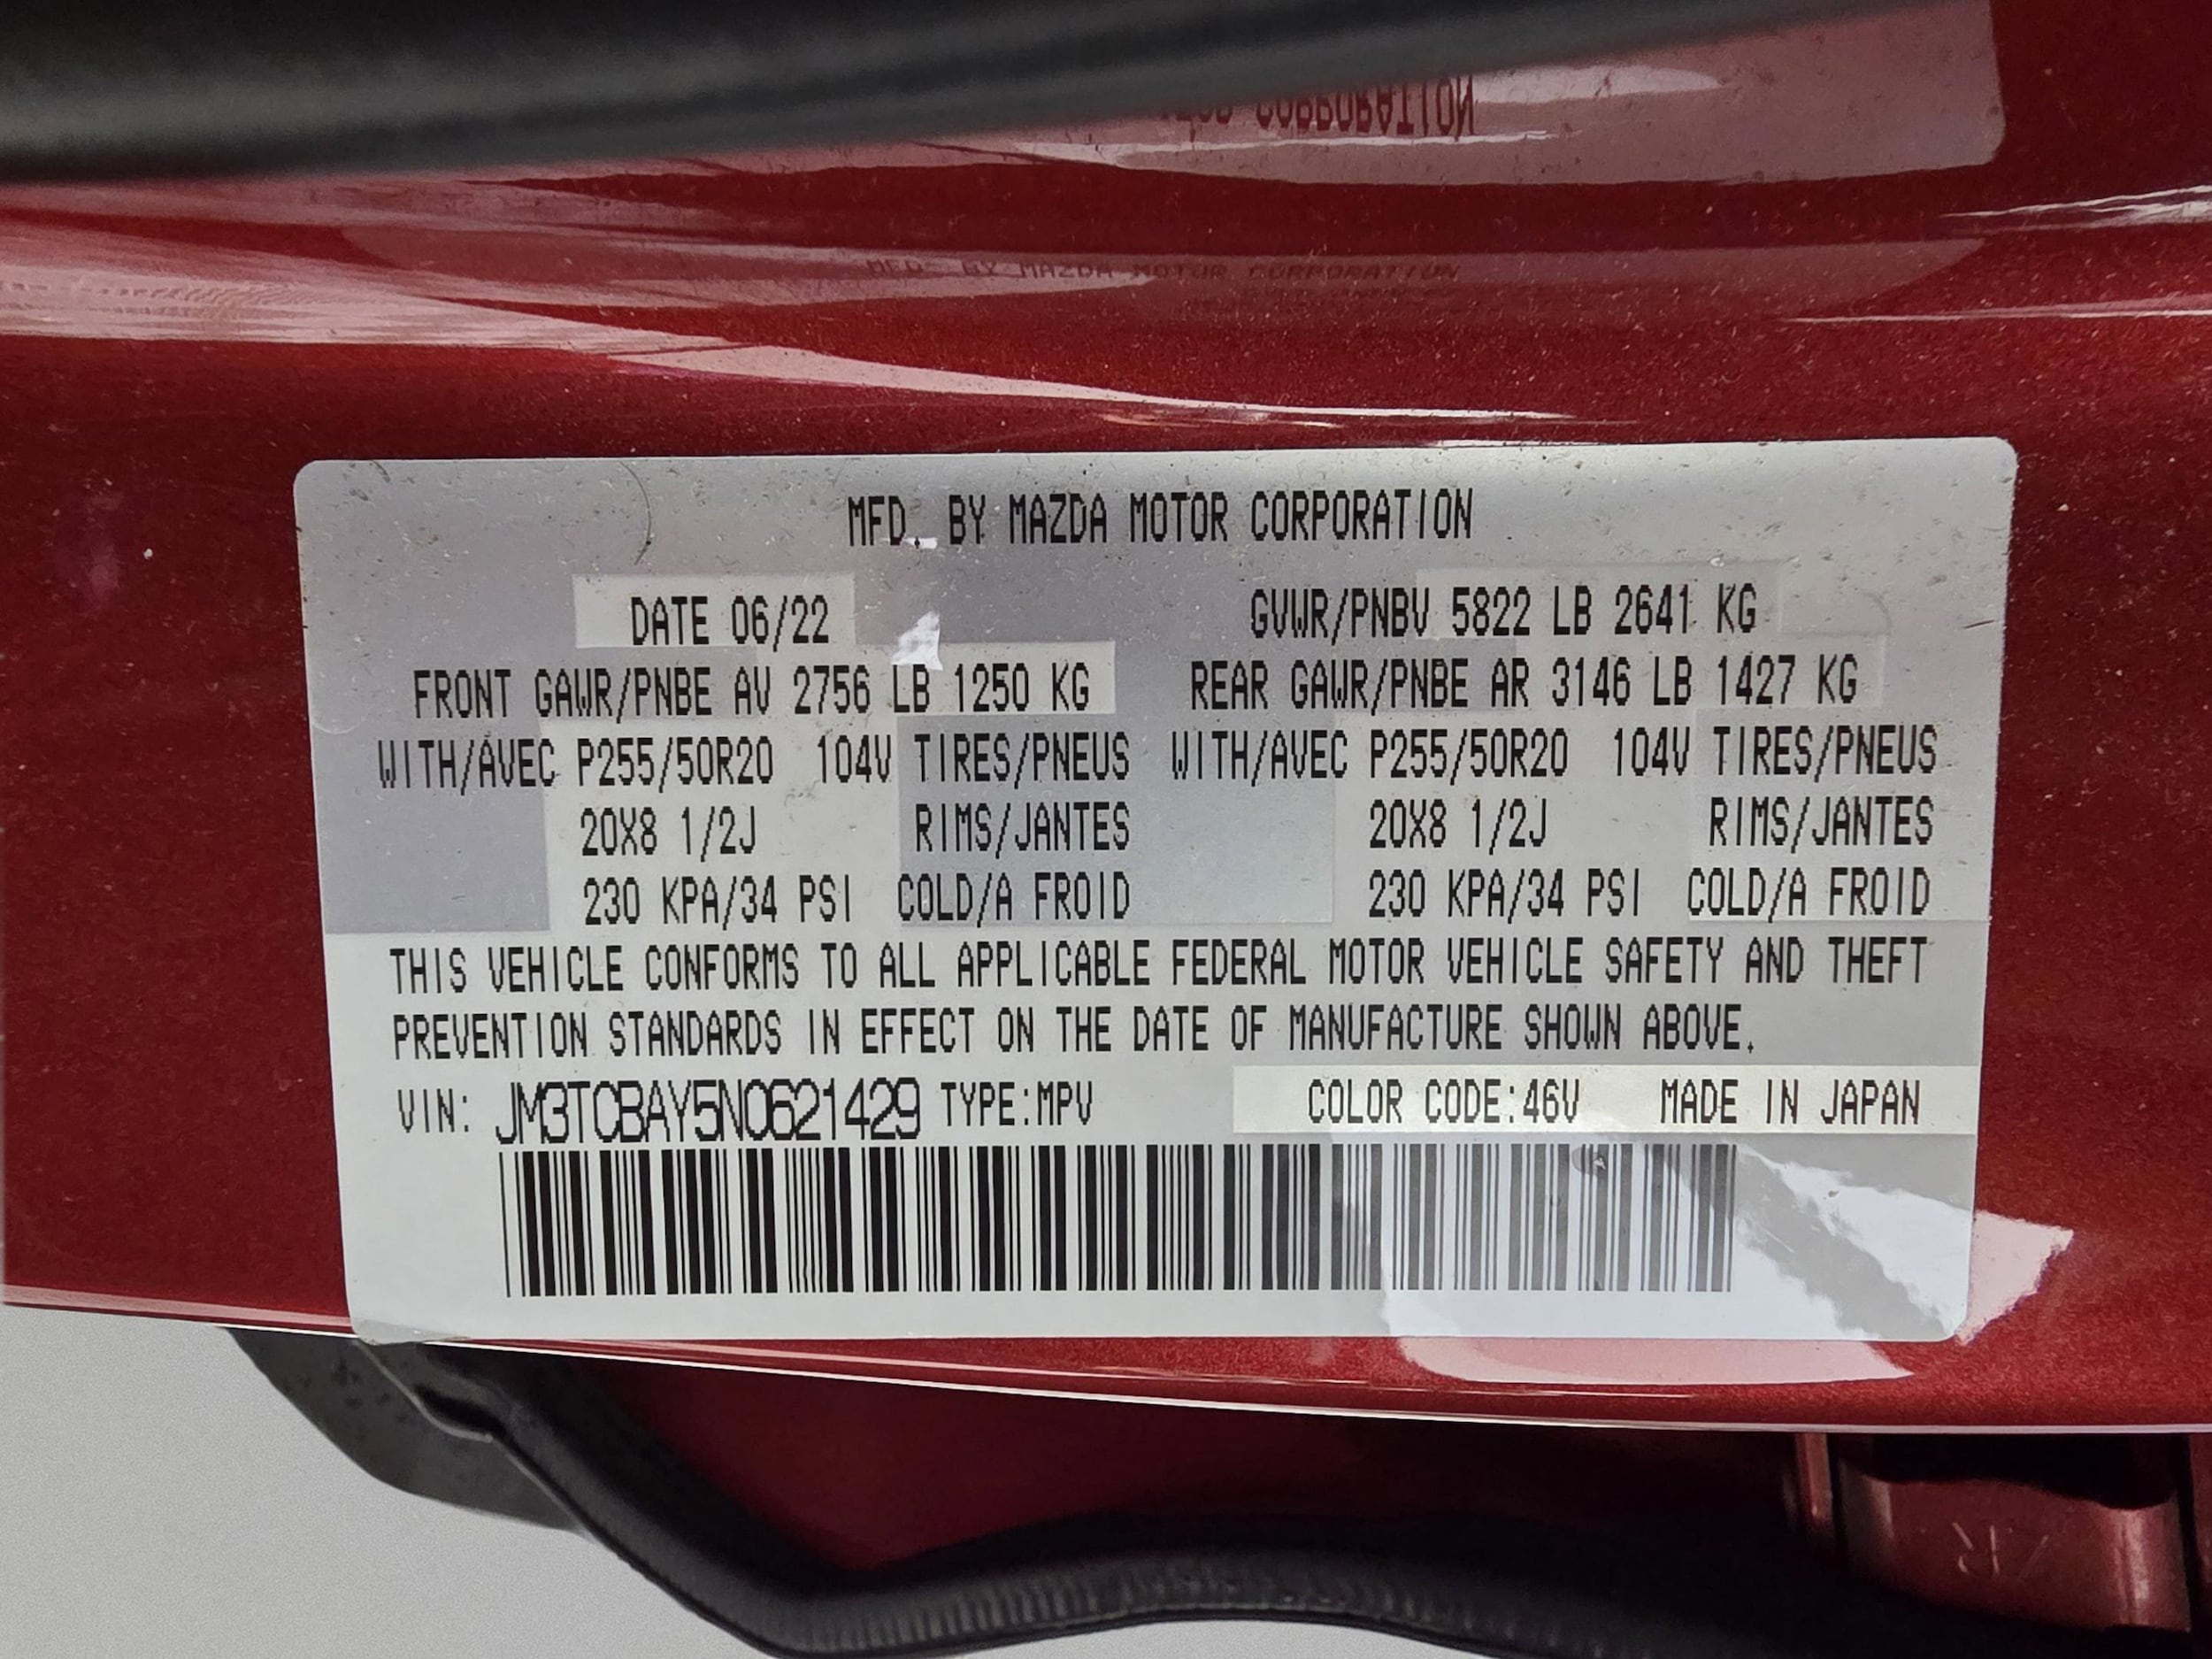 MFD. BY MAZDA MOTOR CORPORATION
DATE 06/22 GVWR/PNBV 5822 LB 2641 KG
FRONT GAWR/PNBE AV 2756 LB 1250 KG REAR GAWR/PNBE AR 3146 LB 1427 KG
WITH/AVEC P255/50R20 104V TIRES/PNEUS WITH/AVEC P255/50R20 104V TIRES/PNEUS
20X8 1/2J RIMS/JANTES 20X8 1/2J RIMS/JANTES
230 KPA/34 PSI COLD/A FROID 230 KPA/34 PSI COLD/A FROID
THIS VEHICLE CONFORMS TO ALL APPLICABLE FEDERAL MOTOR VEHICLE SAFETY AND THEFT
PREVENTION STANDARDS IN EFFECT ON THE DATE OF MANUFACTURE SHOWN ABOVE.
VIN: JM3TCBAY5N0621429 TYPE:MPV COLOR CODE:46V MADE IN JAPAN